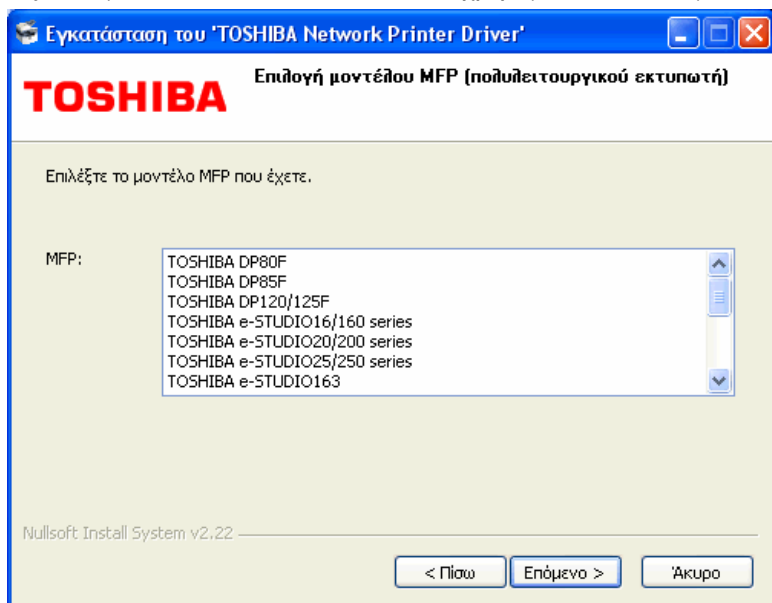 Εγκατάσταση του 'TOSHIBA Network Printer Driver'
TOSHIBA
Επιλογή μοντέλου MFP (πολυλειτουργικού εκτυπωτή)
Επιλέξτε το μοντέλο MFP που έχετε.
MFP:
TOSHIBA DP80F
TOSHIBA DP85F
TOSHIBA DP120/125F
TOSHIBA e-STUDIO16/160 series
TOSHIBA e-STUDIO20/200 series
TOSHIBA e-STUDIO25/250 series
TOSHIBA e-STUDIO163
Nullsoft Install System v2.22
< Πίσω
Επόμενο >
Άκυρο